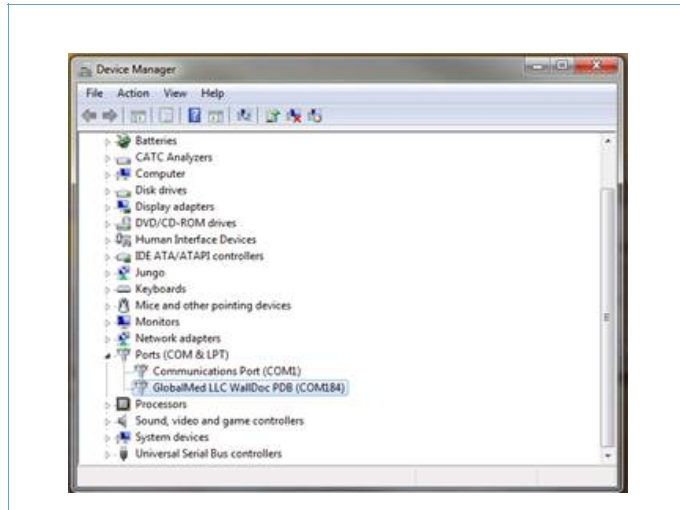 Device Manager
File Action View Help
Batteries
CATC Analyzers
Computer
Disk drives
Display adapters
DVD/CD-ROM drives
Human Interface Devices
IDE ATA/ATAPI controllers
Jungo
Keyboards
Mice and other pointing devices
Monitors
Network adapters
Ports (COM & LPT)
Communications Port (COM1)
GlobalMed LLC WallDoc PDB (COM184)
Processors
Sound, video and game controllers
System devices
Universal Serial Bus controllers